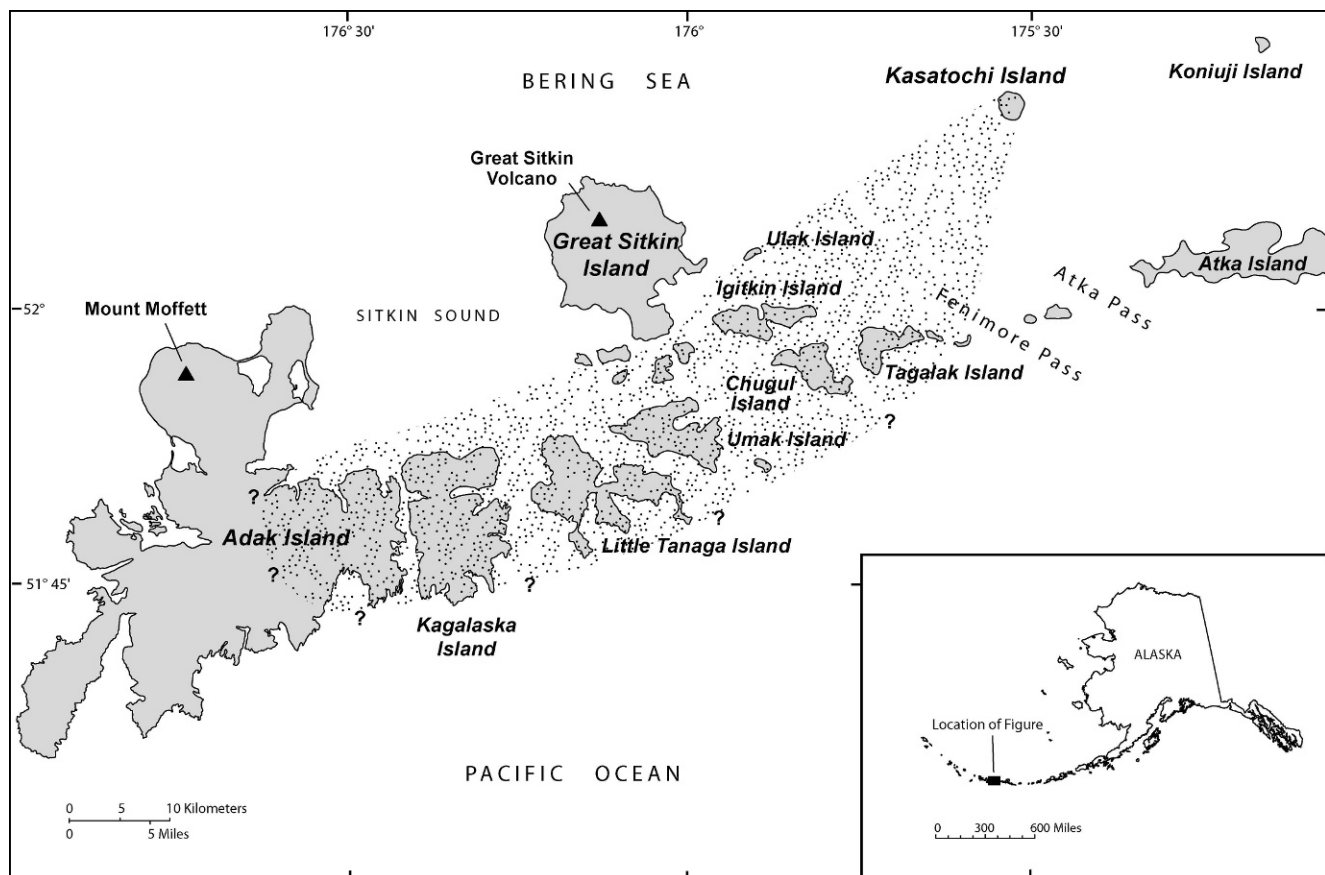 176° 30'
176°
175° 30'
BERING SEA
Kasatochi Island
Koniuji Island
Great Sitkin
Volcano
Great Sitkin
Island
Ulak Island
Atka Island
Igitkin Island
Atka Pass
Fenimore Pass
52°
Mount Moffett
SITKIN SOUND
Tagalak Island
Chugul
Island
?
Umak Island
?
?
Adak Island
Little Tanaga Island
?
?
51° 45'
?
Kagalaska
Island
PACIFIC OCEAN
0 5 10 Kilometers
0 5 Miles
ALASKA
Location of Figure
0 300 600 Miles